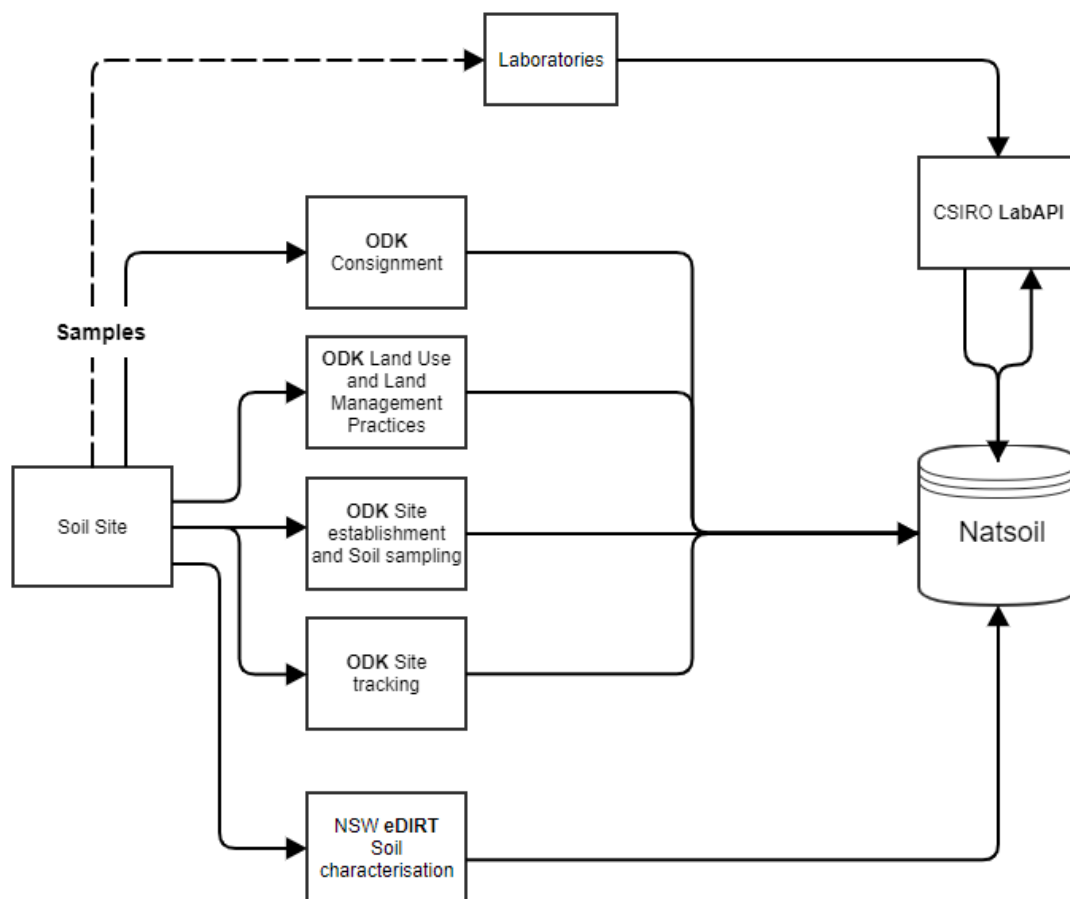 Laboratories
CSIRO LabAPI
ODK
Consignment
Samples
ODK Land Use
and Land
Management
Practices
Soil Site
ODK Site
establishment
and Soil sampling
Natsoil
ODK Site
tracking
NSW eDIRT
Soil
characterisation